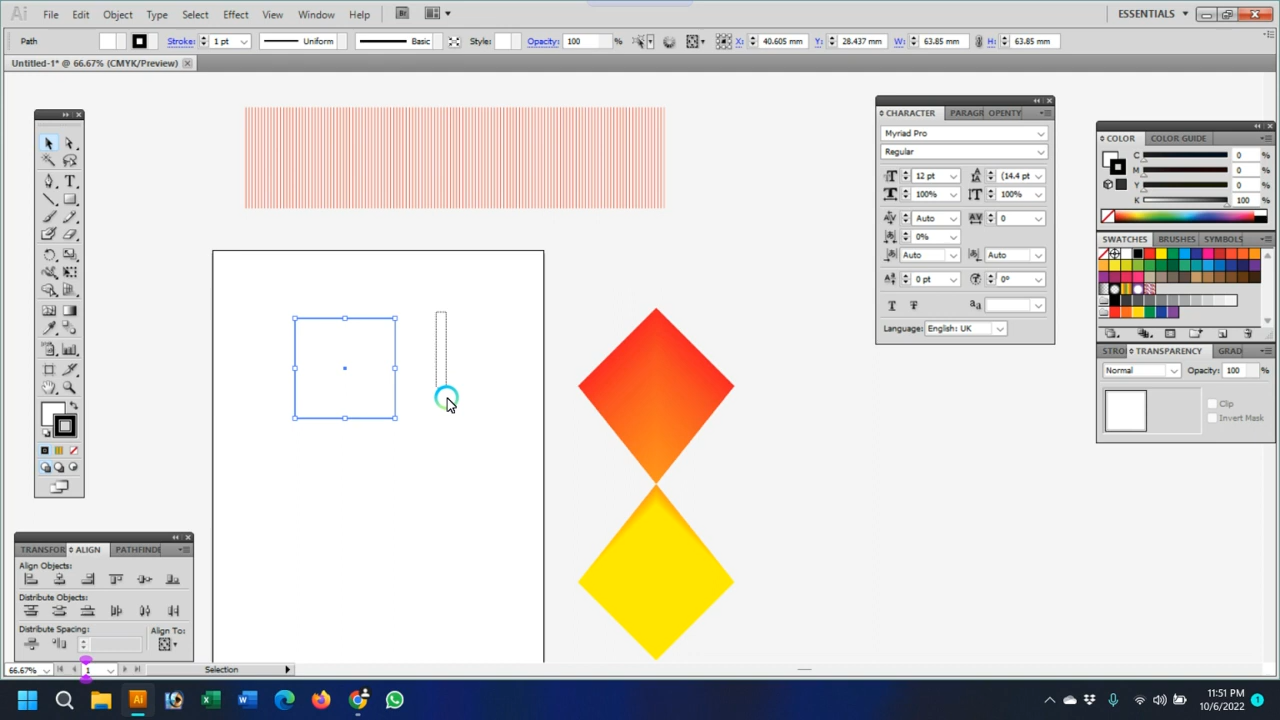 Ai File Edit Object Type Select Effect View Window Help Br ESSENTIALS
Path Stroke: 1 pt Uniform Basic Style: Opacity: 100 % X: 40.605 mm Y: 28.437 mm W: 63.85 mm H: 63.85 mm
Untitled-1* @ 66.67% (CMYK/Preview)
CHARACTER PARAGR OPENTY
Myriad Pro
Regular
12 pt (14.4 pt
100% 100%
Auto 0
0%
Auto Auto
0 pt 0°
Language: English: UK
COLOR COLOR GUIDE
C 0 %
M 0 %
Y 0 %
K 100 %
SWATCHES BRUSHES SYMBOLS
STRO TRANSPARENCY GRAD
Normal Opacity: 100 %
Clip
Invert Mask
TRANSFOR ALIGN PATHFINDE
Align Objects:
Distribute Objects:
Distribute Spacing: Align To:
66.67% 1 Selection
Ai
11:51 PM
10/6/2022 1